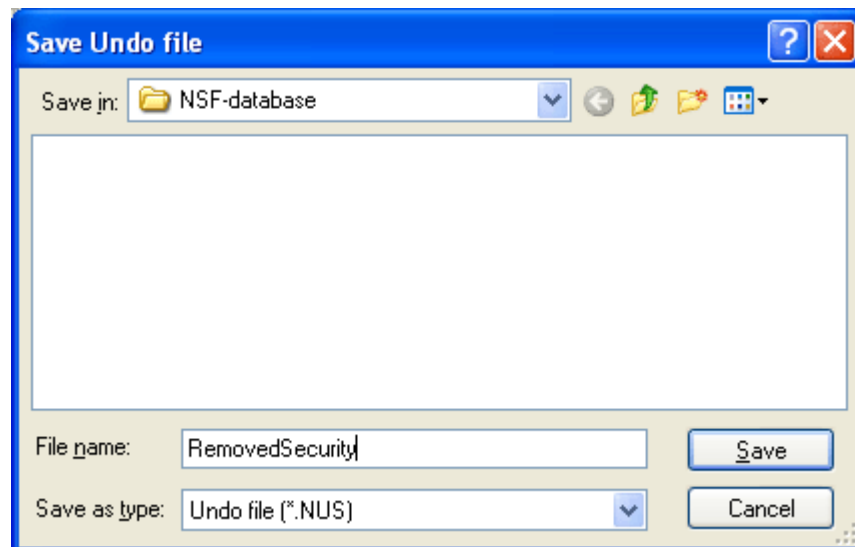 Save Undo file
Save in: NSF-database
File name: RemovedSecurity Save
Save as type: Undo file (*.NUS) Cancel